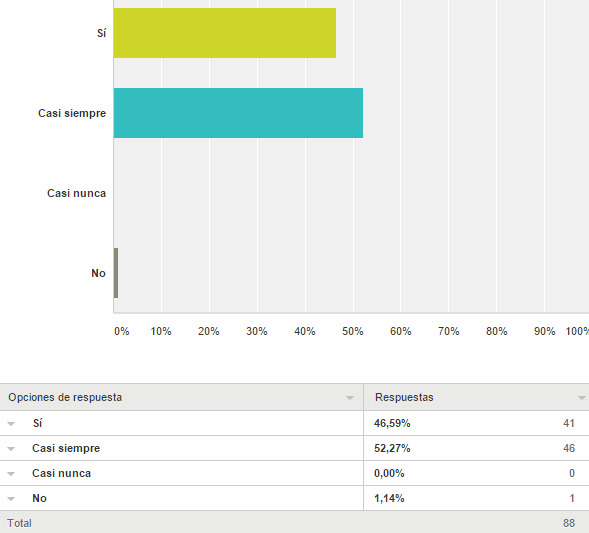 Sí
Casi siempre
Casi nunca
No
0% 10% 20% 30% 40% 50% 60% 70% 80% 90% 100%
Opciones de respuesta Respuestas
Sí 46,59% 41
Casi siempre 52,27% 46
Casi nunca 0,00% 0
No 1,14% 1
Total 88